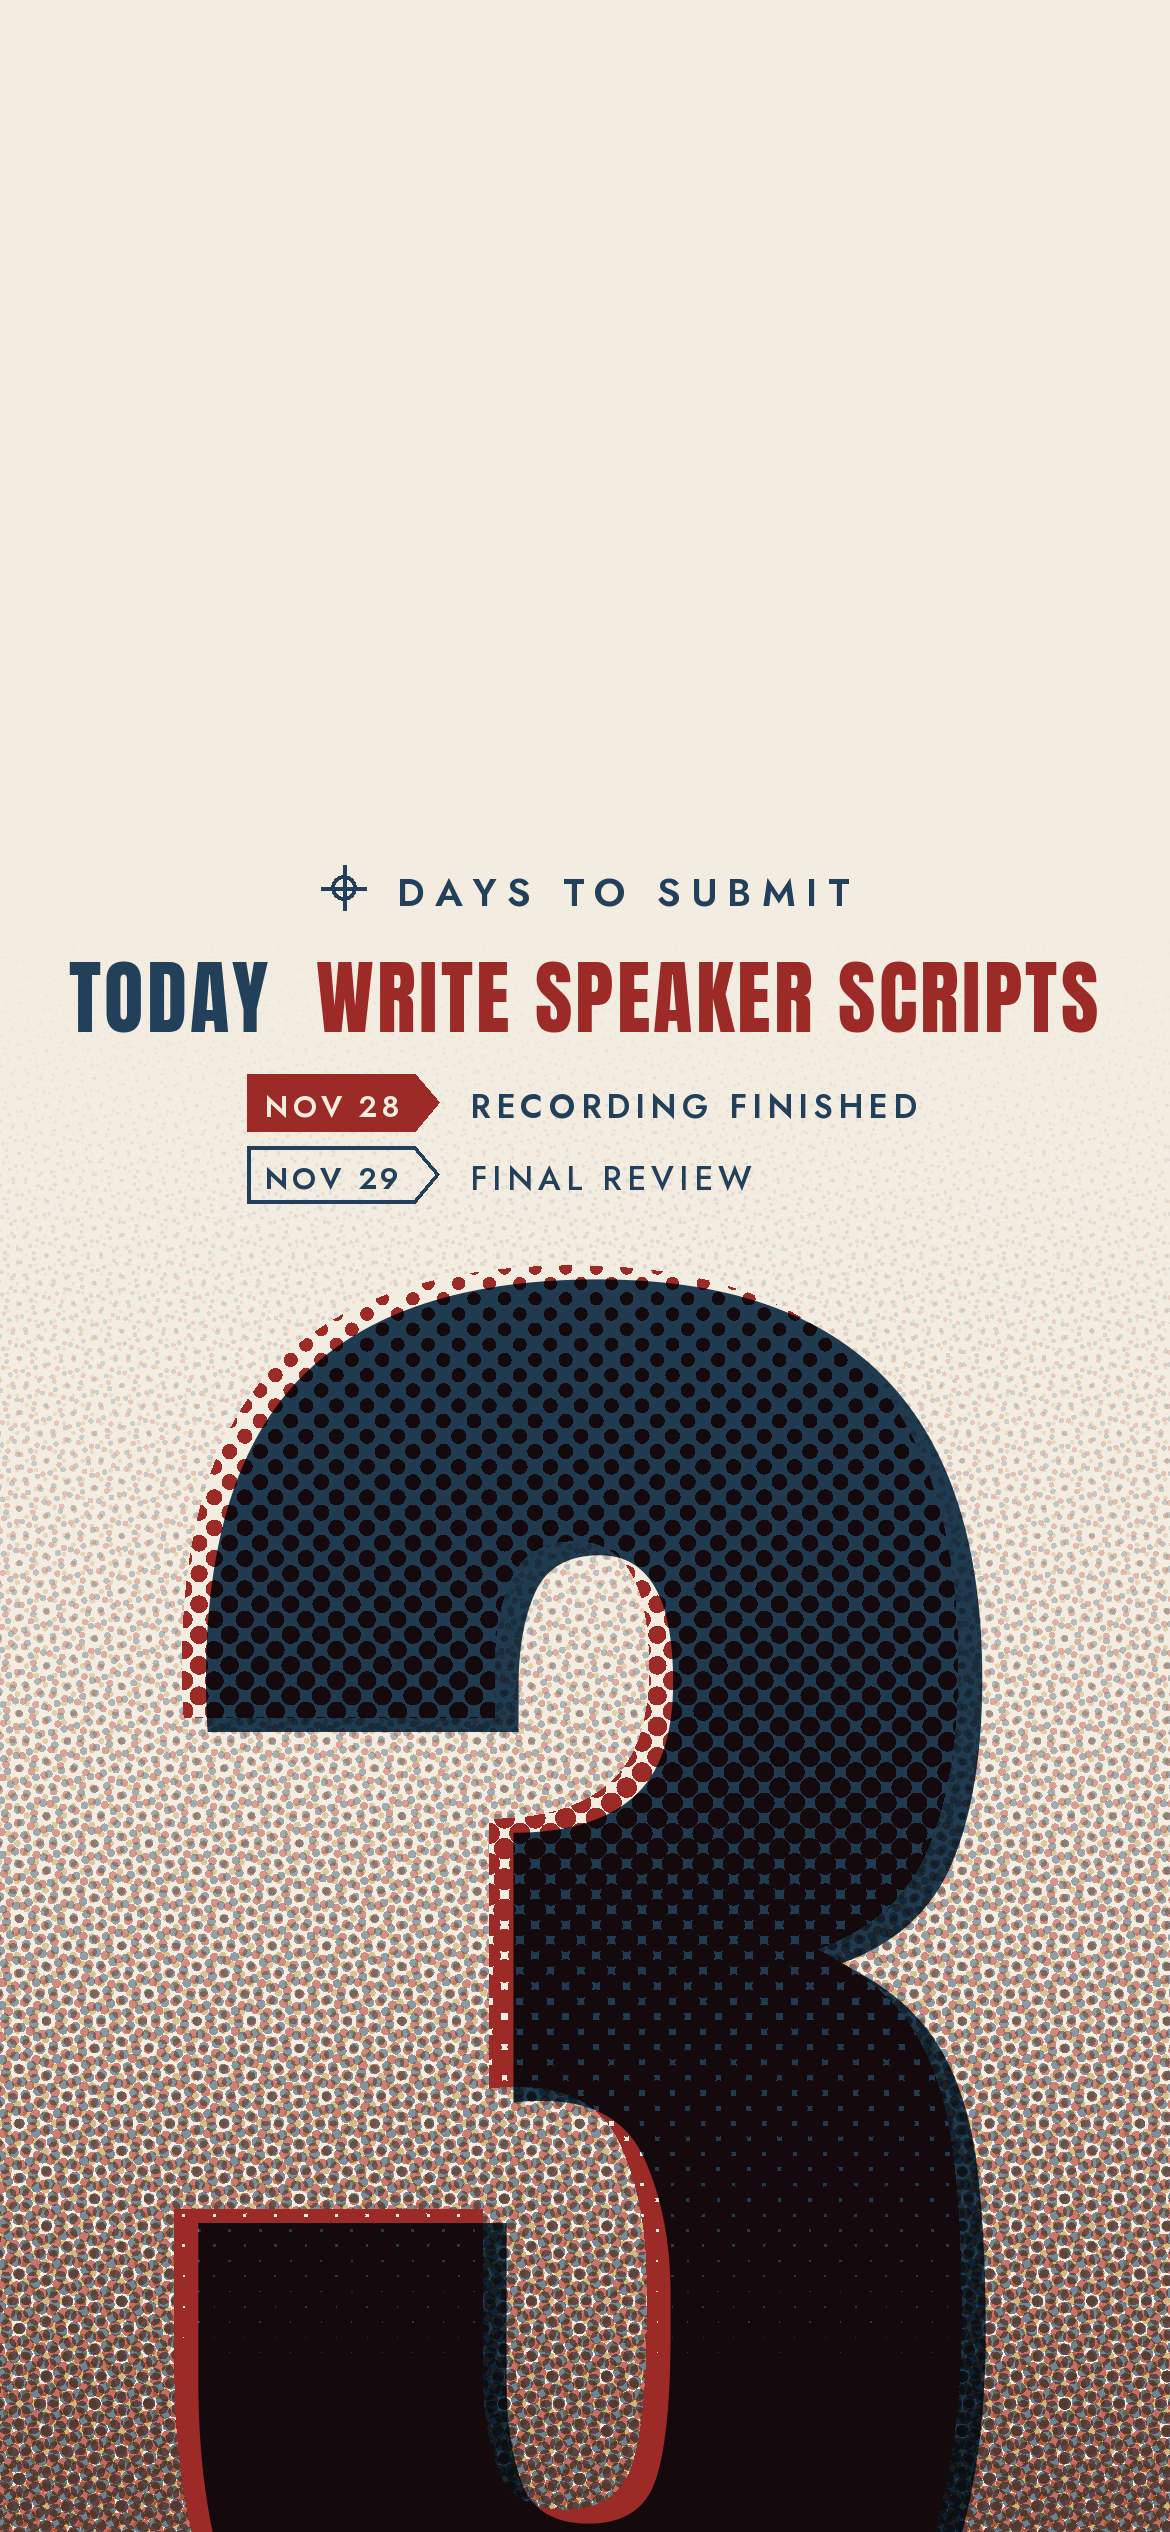 DAYS TO SUBMIT
TODAY WRITE SPEAKER SCRIPTS
NOV 28 RECORDING FINISHED
NOV 29 FINAL REVIEW
3